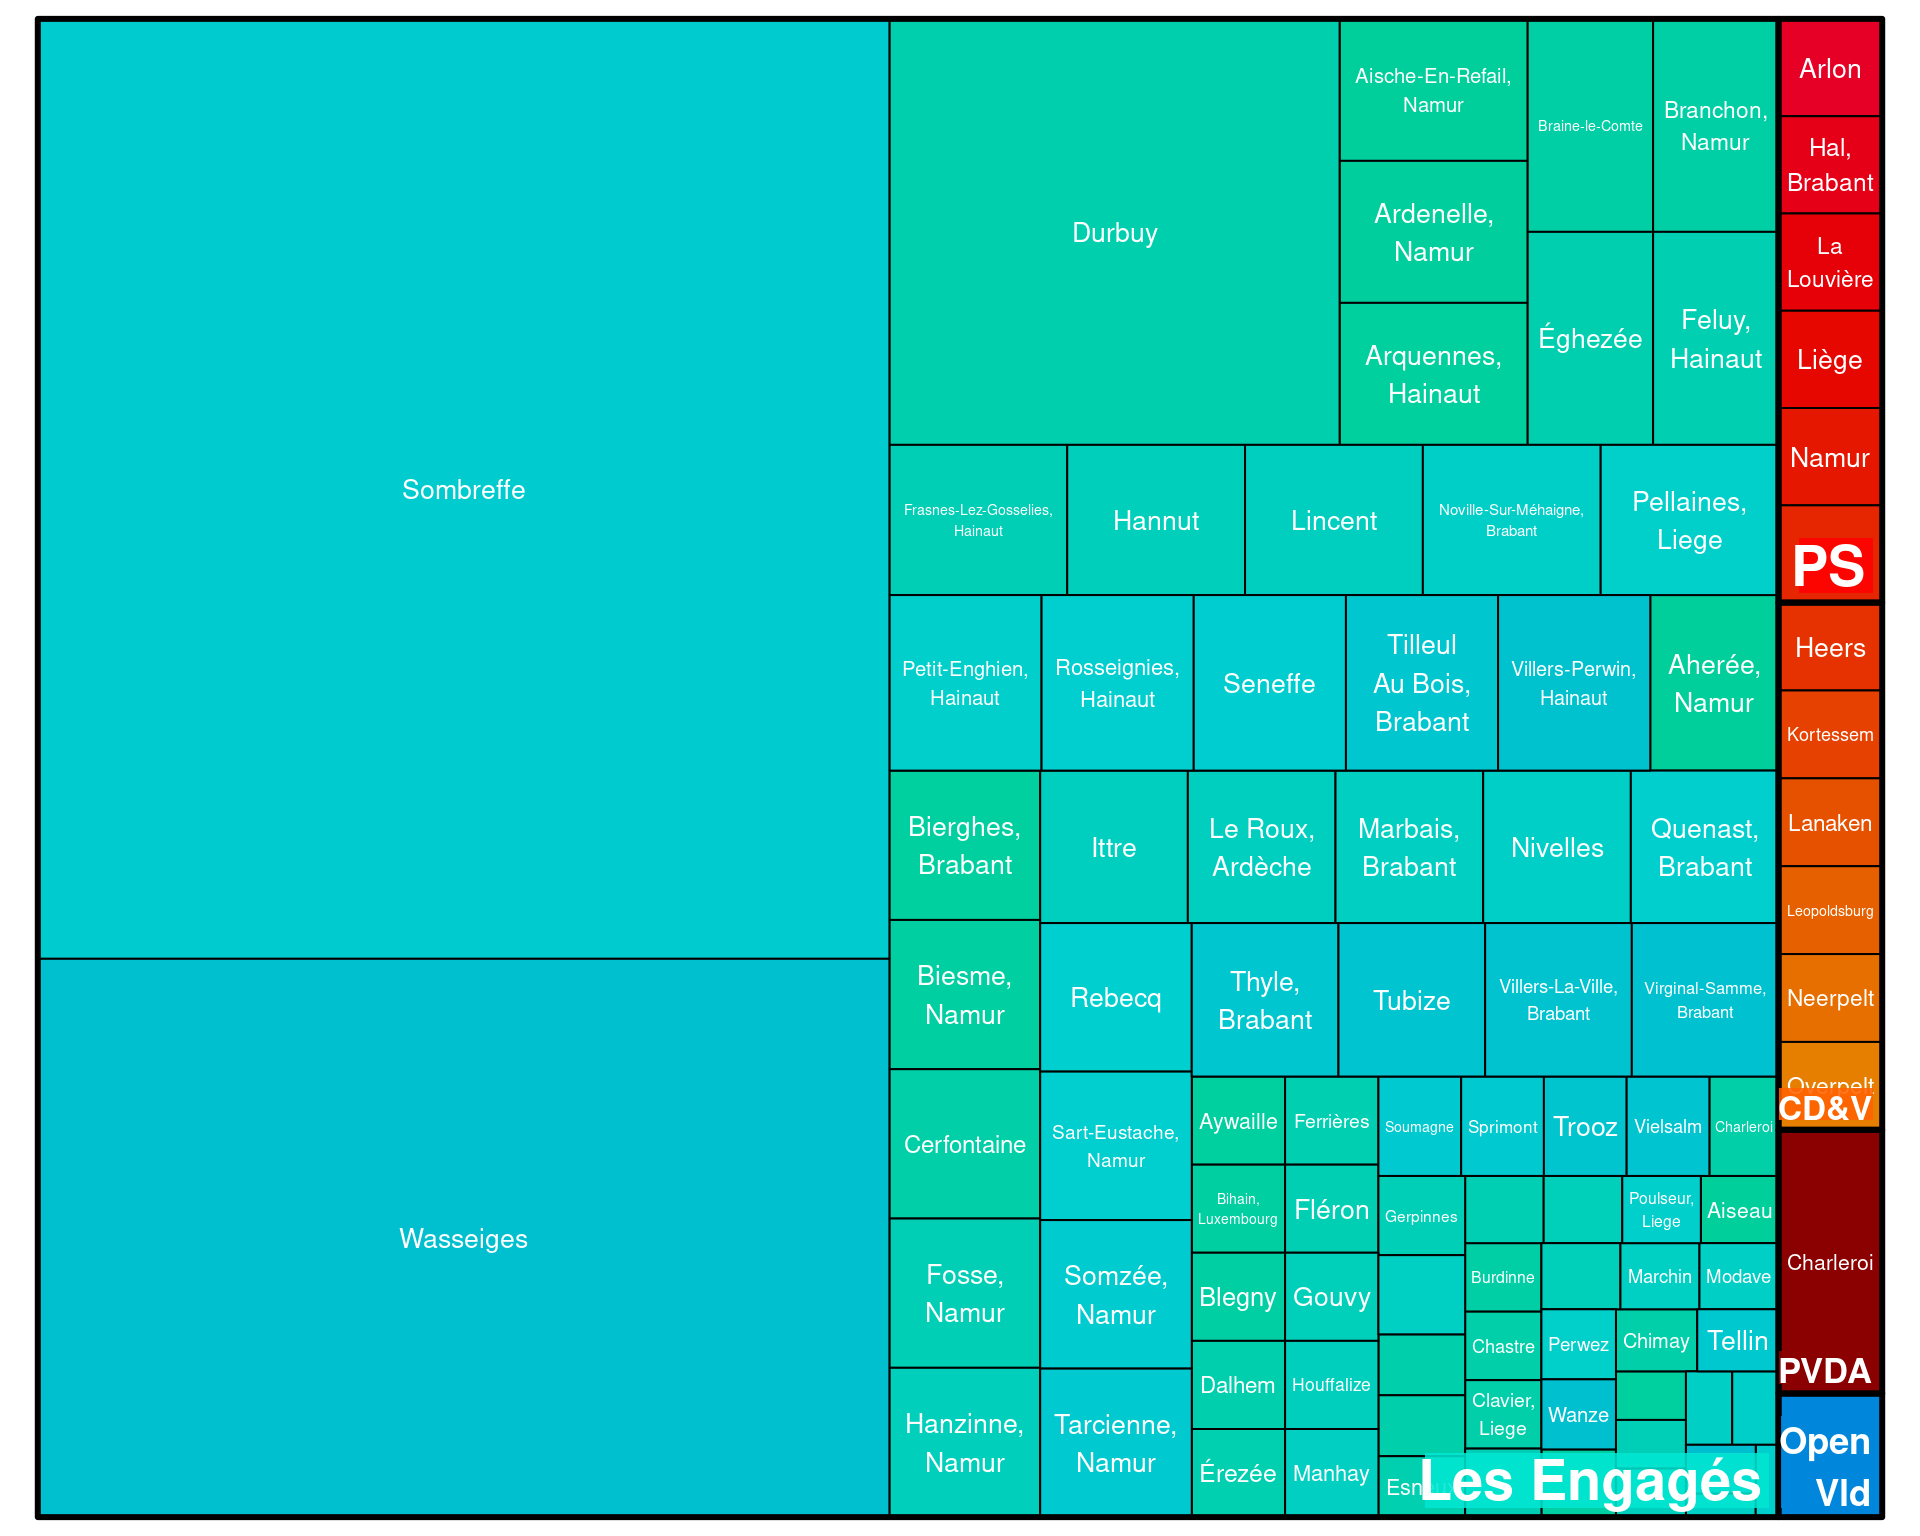 Sombreffe
Wasseiges
Durbuy
Aische-En-Refail,
Namur
Ardenelle,
Namur
Arquennes,
Hainaut
Braine-le-Comte
Branchon,
Namur
Éghezée
Feluy,
Hainaut
Frasnes-Lez-Gosselies,
Hainaut
Hannut
Lincent
Noville-Sur-Méhaigne,
Brabant
Pellaines,
Liege
Petit-Enghien,
Hainaut
Rosseignies,
Hainaut
Seneffe
Tilleul
Au Bois,
Brabant
Villers-Perwin,
Hainaut
Aherée,
Namur
Bierghes,
Brabant
Biesme,
Namur
Cerfontaine
Fosse,
Namur
Hanzinne,
Namur
Ittre
Le Roux,
Ardèche
Marbais,
Brabant
Nivelles
Quenast,
Brabant
Rebecq
Sart-Eustache,
Namur
Somzée,
Namur
Tarcienne,
Namur
Thyle,
Brabant
Tubize
Villers-La-Ville,
Brabant
Virginal-Samme,
Brabant
Aywaille
Bihain,
Luxembourg
Blegny
Dalhem
Érezée
Ferrières
Fléron
Gouvy
Houffalize
Manhay
Soumagne
Sprimont
Trooz
Vielsalm
Charleroi
Gerpinnes
Poulseur,
Liege
Aiseau
Burdinne
Chastre
Clavier,
Liege
Marchin
Modave
Perwez
Wanze
Chimay
Tellin
Les Engagés
Arlon
Hal,
Brabant
La
Louvière
Liège
Namur
PS
Heers
Kortessem
Lanaken
Leopoldsburg
Neerpelt
Overpelt
CD&V
Charleroi
PVDA
Open
Vld